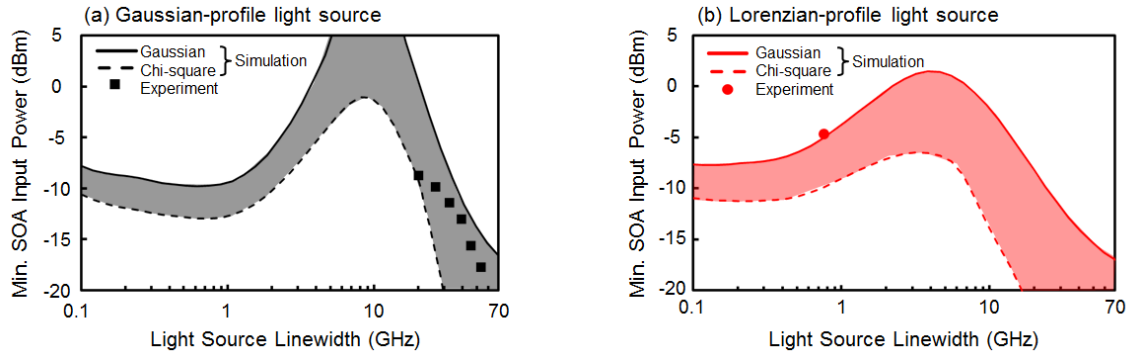 (a) Gaussian-profile light source
Min. SOA Input Power (dBm)
5
0
-5
-10
-15
-20
Gaussian
Chi-square
Simulation
Experiment
0.1
1
10
70
Light Source Linewidth (GHz)
(b) Lorenzian-profile light source
Min. SOA Input Power (dBm)
5
0
-5
-10
-15
-20
Gaussian
Chi-square
Simulation
Experiment
0.1
1
10
70
Light Source Linewidth (GHz)